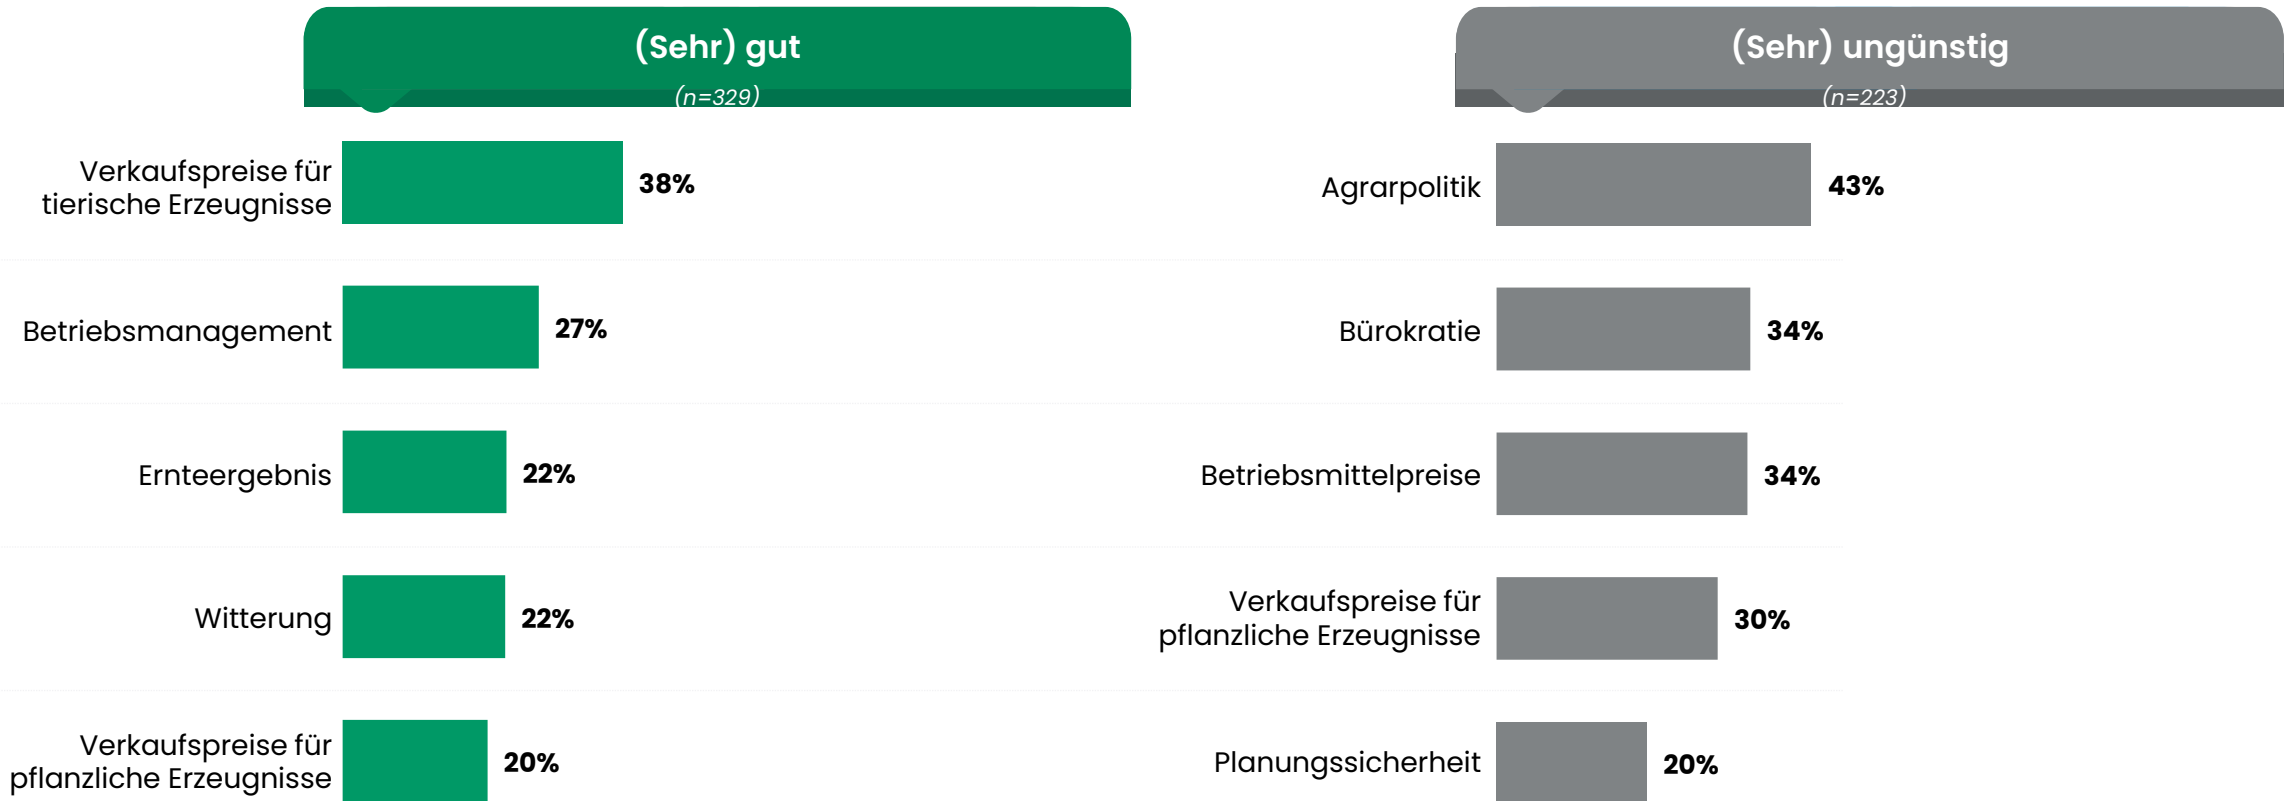 (Sehr) gut
(n=329)
Verkaufspreise für
tierische Erzeugnisse
38%
Betriebsmanagement
27%
Ernteergebnis
22%
Witterung
22%
Verkaufspreise für
pflanzliche Erzeugnisse
20%
(Sehr) ungünstig
(n=223)
Agrarpolitik
43%
Bürokratie
34%
Betriebsmittelpreise
34%
Verkaufspreise für
pflanzliche Erzeugnisse
30%
Planungssicherheit
20%